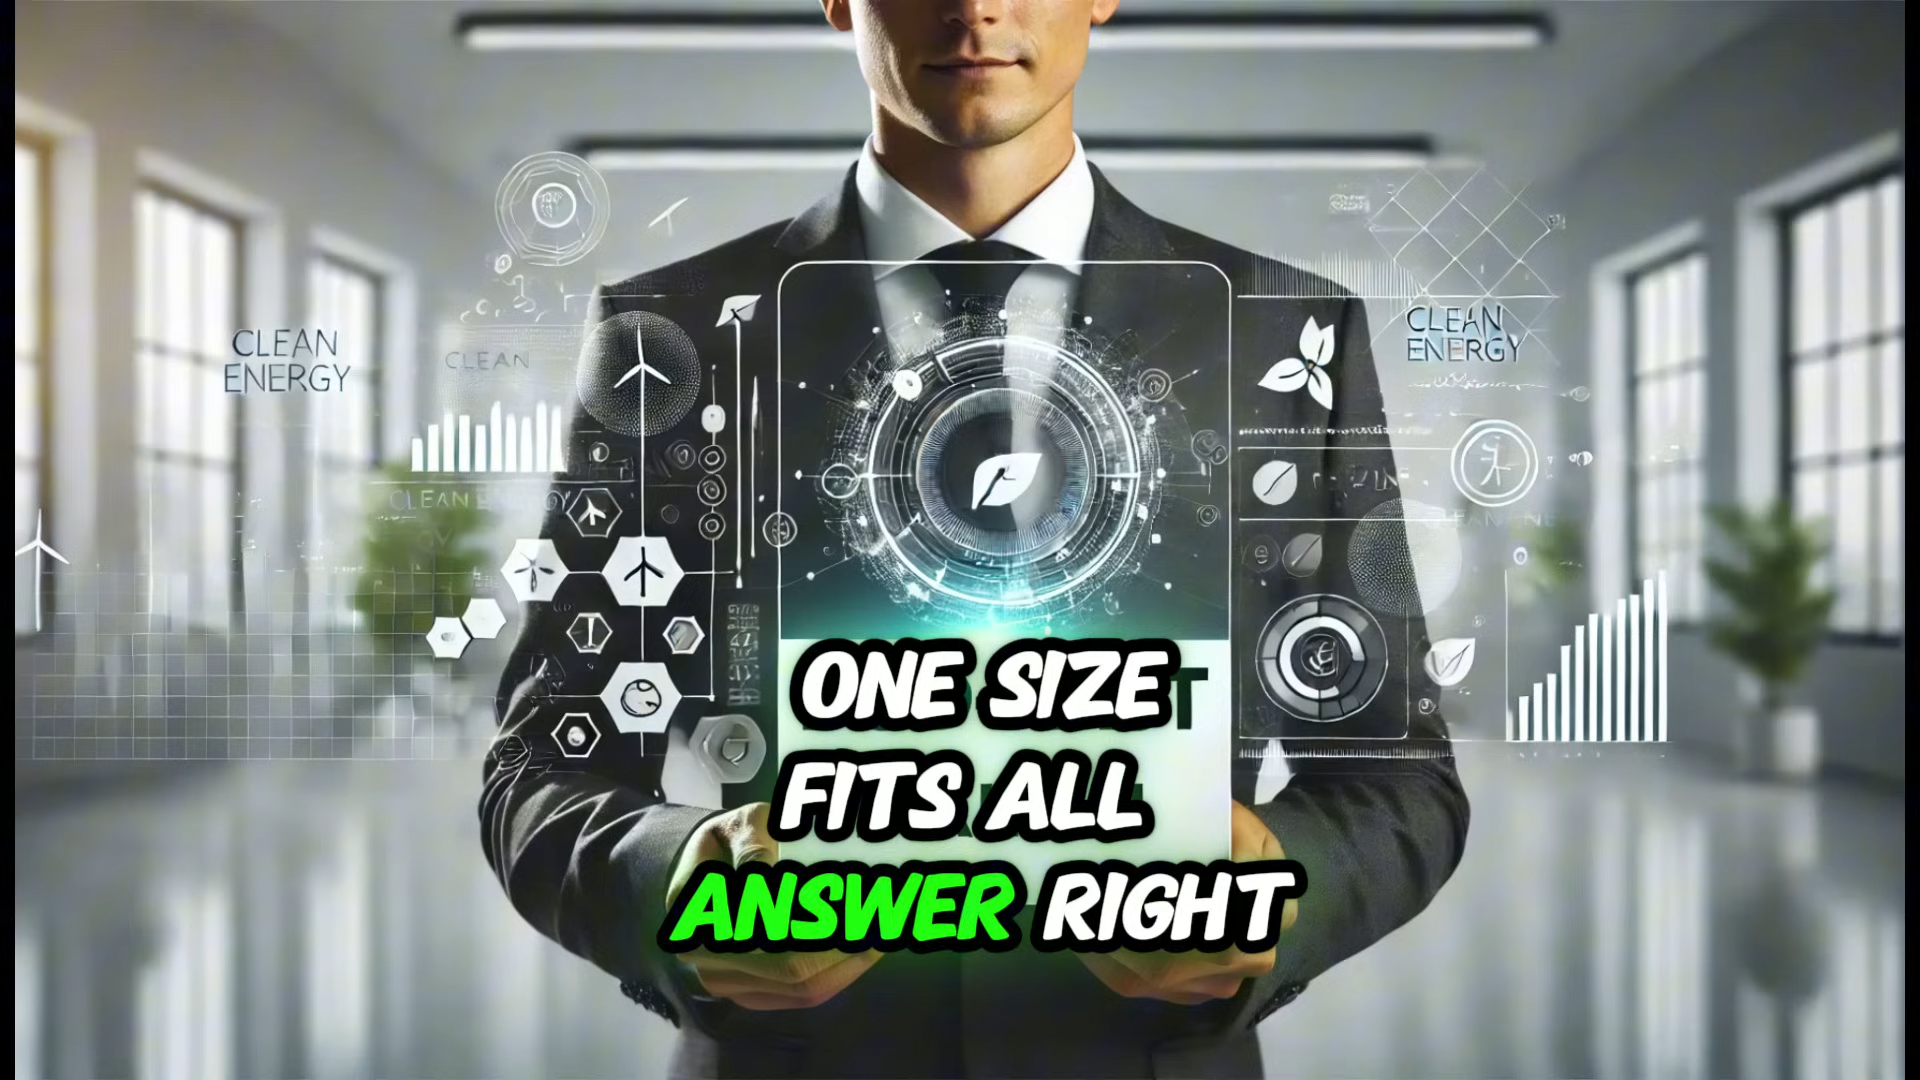 CLEAN
ENERGY
CLEAN
CLEAN
ENERGY
ONE SIZE
FITS ALL
ANSWER RIGHT